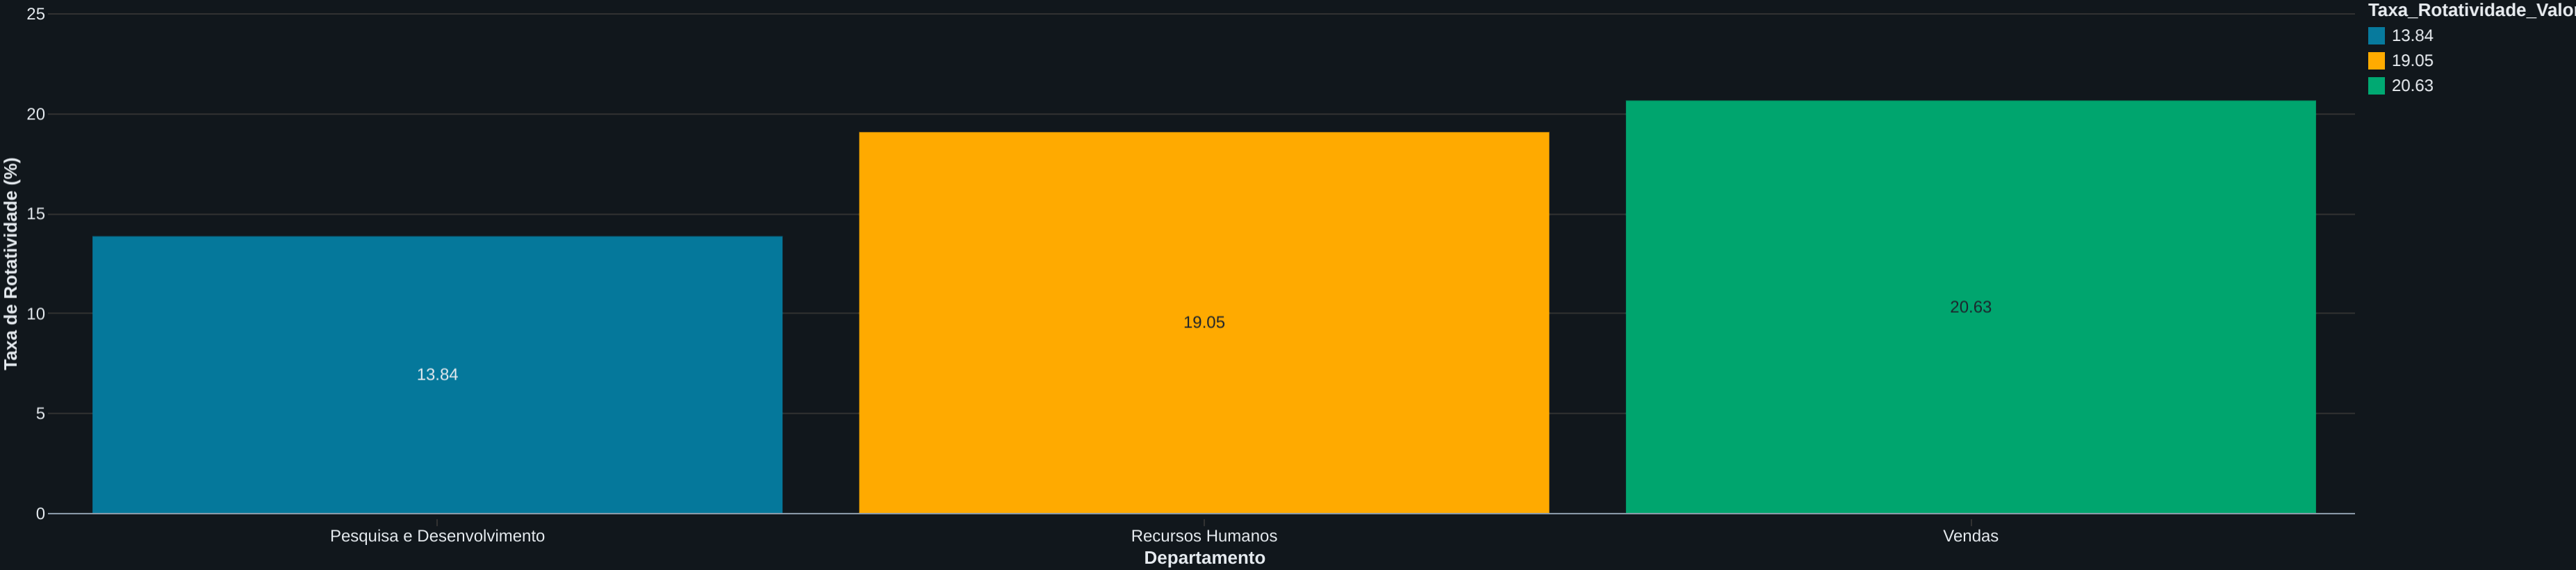 Taxa_Rotatividade_Valor
13.84
19.05
20.63
Taxa de Rotatividade (%)
25
20
15
10
5
0
13.84
19.05
20.63
Pesquisa e Desenvolvimento
Recursos Humanos
Vendas
Departamento